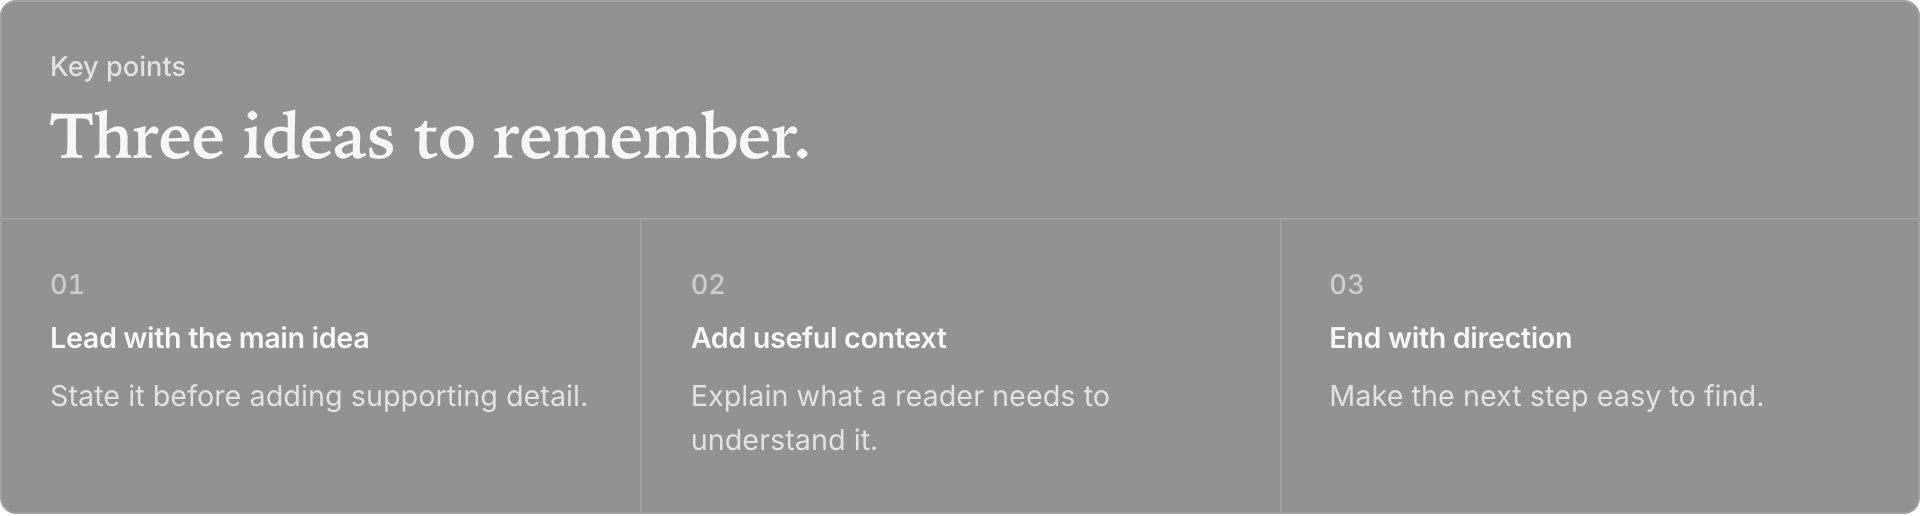 Key points
Three ideas to remember.
01
Lead with the main idea
State it before adding supporting detail.
02
Add useful context
Explain what a reader needs to
understand it.
03
End with direction
Make the next step easy to find.